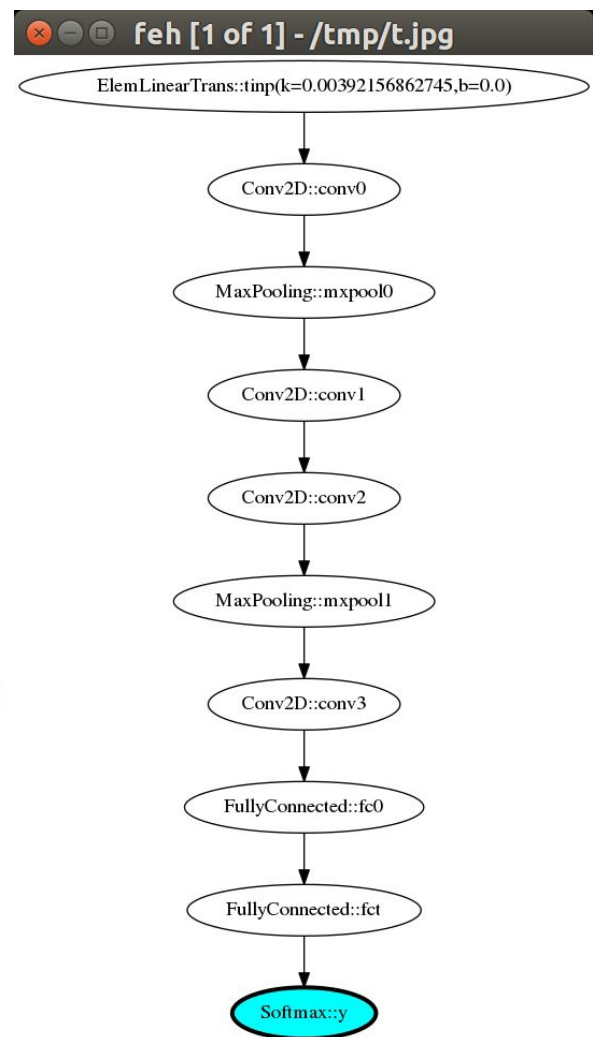 feh [1 of 1] - /tmp/t.jpg
ElemLinearTrans::tinp(k=0.00392156862745,b=0.0)
Conv2D::conv0
MaxPooling::mxpool0
Conv2D::conv1
Conv2D::conv2
MaxPooling::mxpool1
Conv2D::conv3
FullyConnected::fc0
FullyConnected::fct
Softmax::y